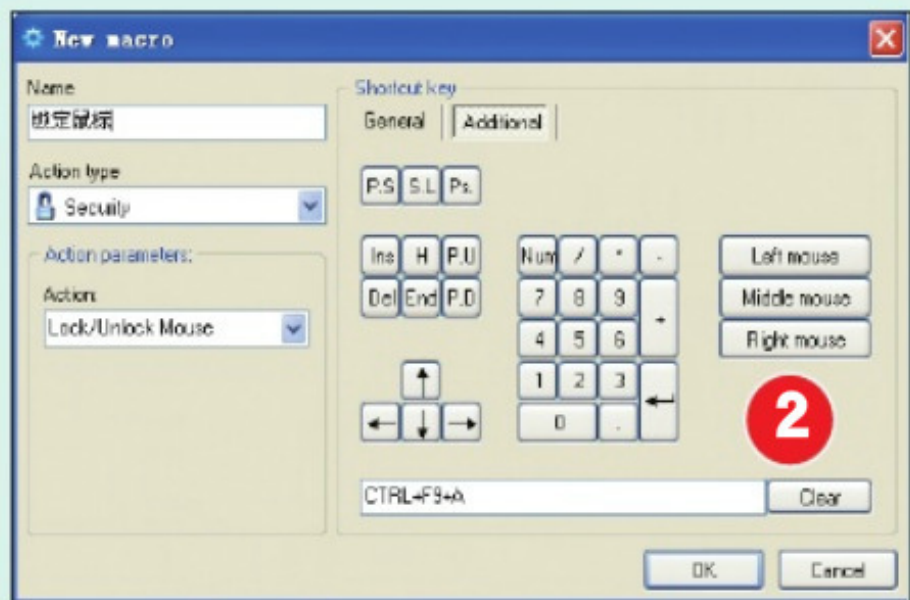 New macro
Name
锁定鼠标
Action type
Security
Action parameters:
Action:
Lock/Unlock Mouse
Shortcut key
General
Additional
P.S S.L Ps.
Ins H P.U
Del End P.D
Num / * -
7 8 9 +
4 5 6
1 2 3
0 .
Left mouse
Middle mouse
Right mouse
2
CTRL+F9+A
Clear
OK
Cancel